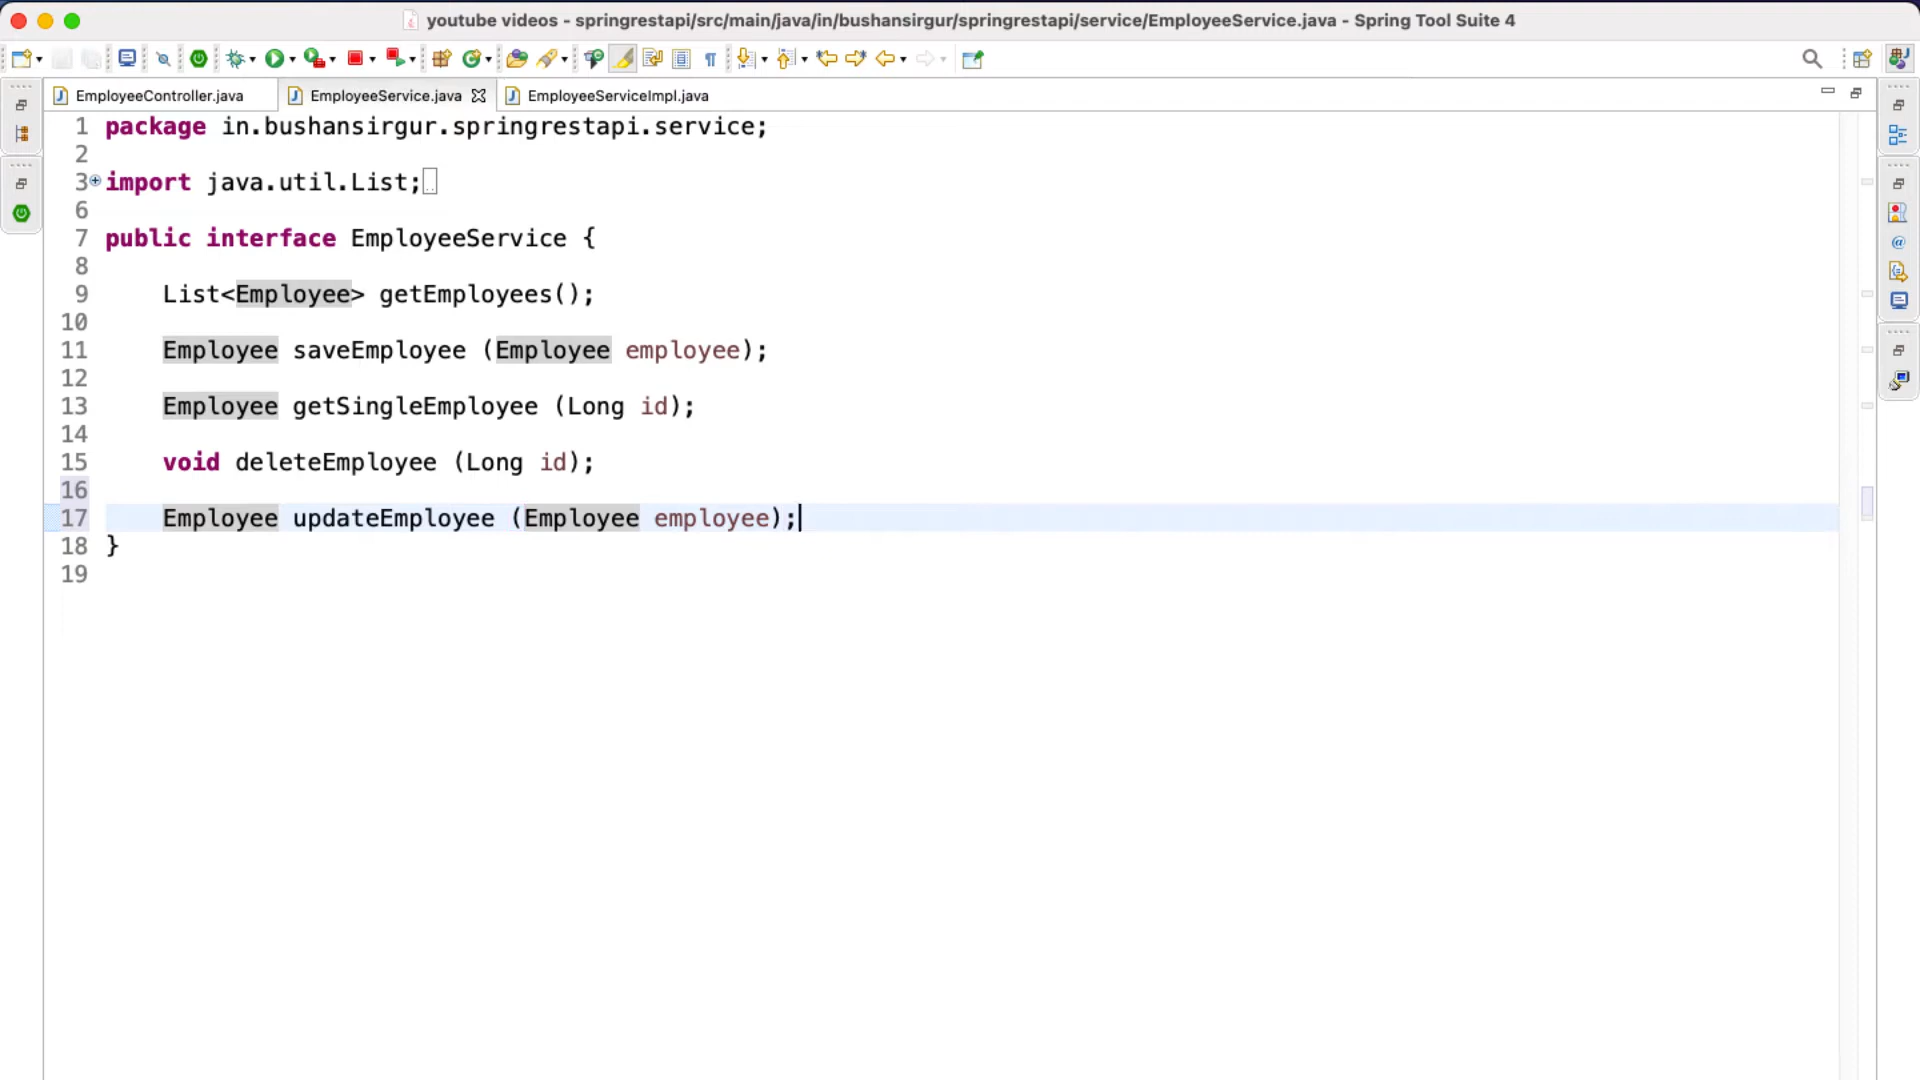 youtube videos - springrestapi/src/main/java/in/bushansirgur/springrestapi/service/EmployeeService.java - Spring Tool Suite 4
EmployeeController.java
EmployeeService.java
EmployeeServiceImpl.java
1 package in.bushansirgur.springrestapi.service;
2
3 import java.util.List;
6
7 public interface EmployeeService {
8
9 List<Employee> getEmployees();
10
11 Employee saveEmployee (Employee employee);
12
13 Employee getSingleEmployee (Long id);
14
15 void deleteEmployee (Long id);
16
17 Employee updateEmployee (Employee employee);
18 }
19